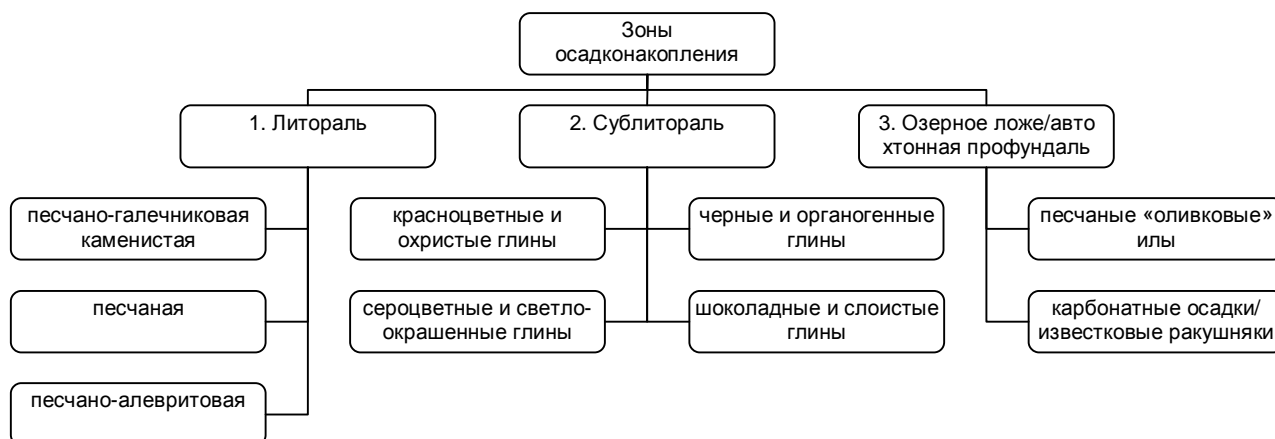 Зоны
осадконакопления
1. Литораль
2. Сублитораль
3. Озерное ложе/авто
хтонная профундаль
песчано-галечниковая
каменистая
песчаная
песчано-алевритовая
красноцветные и
охристые глины
черные и органогенные
глины
сероцветные и светло-
окрашенные глины
шоколадные и слоистые
глины
песчаные «оливковые»
илы
карбонатные осадки/
известковые ракушняки